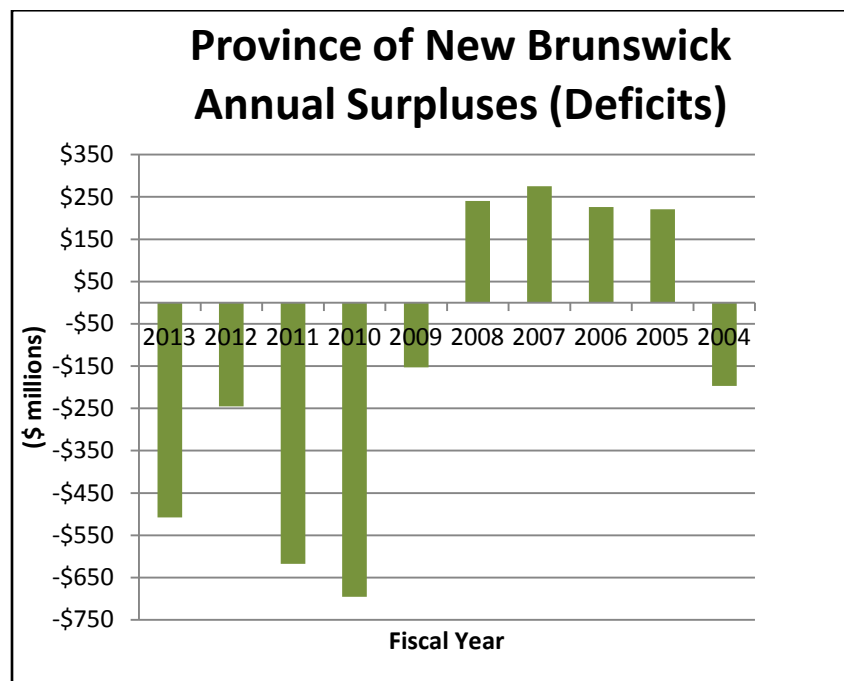 Province of New Brunswick
Annual Surpluses (Deficits)
$350
$250
$150
$50
-$50
-$150
-$250
-$350
-$450
-$550
-$650
-$750
($ millions)
2013 2012 2011 2010 2009 2008 2007 2006 2005 2004
Fiscal Year